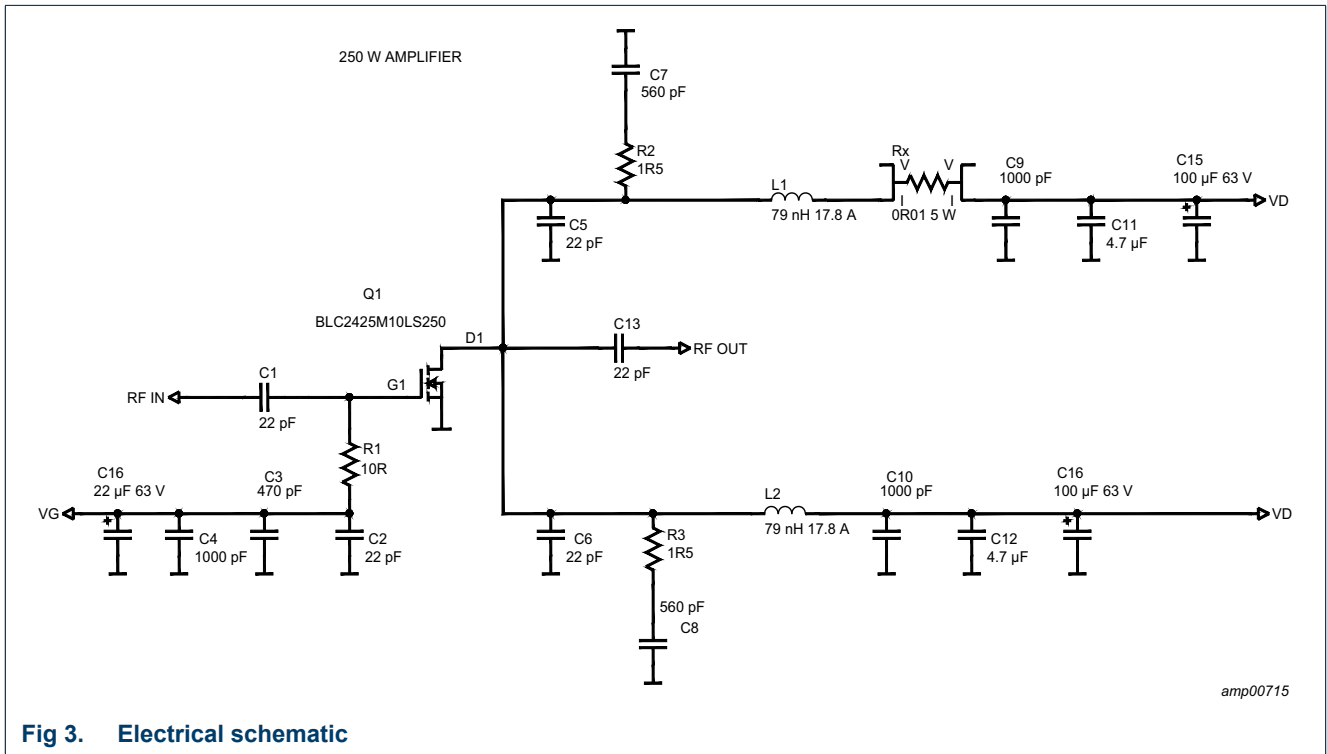 250 W AMPLIFIER
C7
560 pF
R2
1R5
Rx
V V
I I
0R01 5 W
L1
79 nH 17.8 A
C9
1000 pF
C11
4.7 µF
C15
100 µF 63 V
+
VD
C5
22 pF
Q1
BLC2425M10LS250
D1
G1
C13
22 pF
RF OUT
RF IN
C1
22 pF
R1
10R
C16
22 µF 63 V
+
VG
C4
1000 pF
C3
470 pF
C2
22 pF
C6
22 pF
R3
1R5
560 pF
C8
L2
79 nH 17.8 A
C10
1000 pF
C12
4.7 µF
C16
100 µF 63 V
+
VD
amp00715
Fig 3. Electrical schematic